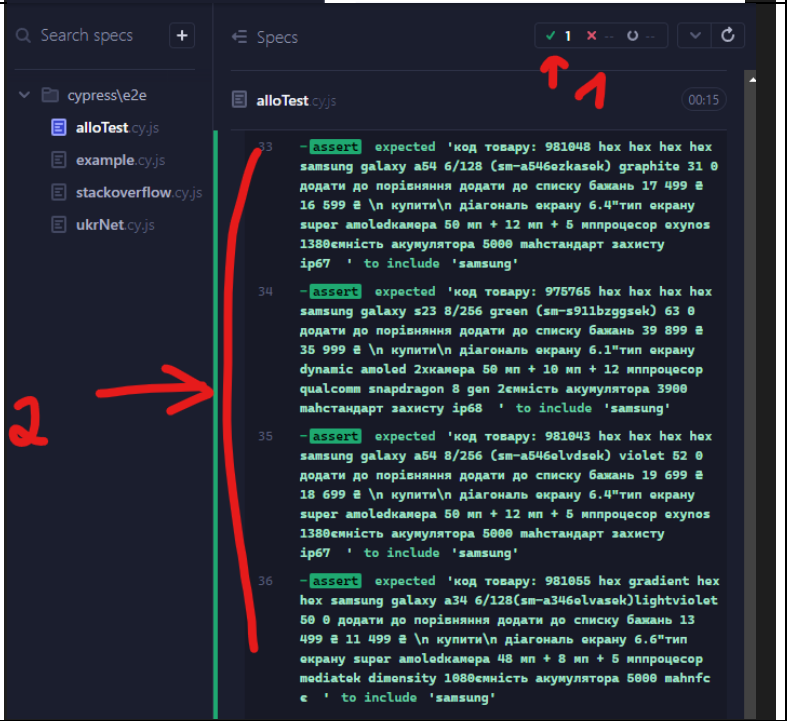 Search specs +
Specs
1 -- --
cypress\e2e
alloTest.cy.js
example.cy.js
stackoverflow.cy.js
ukrNet.cy.js
alloTest.cy.js 00:15
33 -assert expected 'код товару: 981048 hex hex hex hex
samsung galaxy a54 6/128 (sm-a546ezkasek) graphite 31 0
додати до порівняння додати до списку бажань 17 499 ₴
16 599 ₴ \n купити\n діагональ екрану 6.4"тип екрану
super amoledкамера 50 мп + 12 мп + 5 мппроцесор exynos
1380ємність акумулятора 5000 mahстандарт захисту
ip67 ' to include 'samsung'
34 -assert expected 'код товару: 975765 hex hex hex hex
samsung galaxy s23 8/256 green (sm-s911bzggsek) 63 0
додати до порівняння додати до списку бажань 39 899 ₴
35 999 ₴ \n купити\n діагональ екрану 6.1"тип екрану
dynamic amoled 2xкамера 50 мп + 10 мп + 12 мппроцесор
qualcomm snapdragon 8 gen 2ємність акумулятора 3900
mahстандарт захисту ip68 ' to include 'samsung'
35 -assert expected 'код товару: 981043 hex hex hex hex
samsung galaxy a54 8/256 (sm-a546elvdsek) violet 52 0
додати до порівняння додати до списку бажань 19 699 ₴
18 699 ₴ \n купити\n діагональ екрану 6.4"тип екрану
super amoledкамера 50 мп + 12 мп + 5 мппроцесор exynos
1380ємність акумулятора 5000 mahстандарт захисту
ip67 ' to include 'samsung'
36 -assert expected 'код товару: 981055 hex gradient hex
hex samsung galaxy a34 6/128(sm-a346elvasek)lightviolet
50 0 додати до порівняння додати до списку бажань 13
499 ₴ 11 499 ₴ \n купити\n діагональ екрану 6.6"тип
екрану super amoledкамера 48 мп + 8 мп + 5 мппроцесор
mediatek dimensity 1080ємність акумулятора 5000 mahnfc
є ' to include 'samsung'
1
2